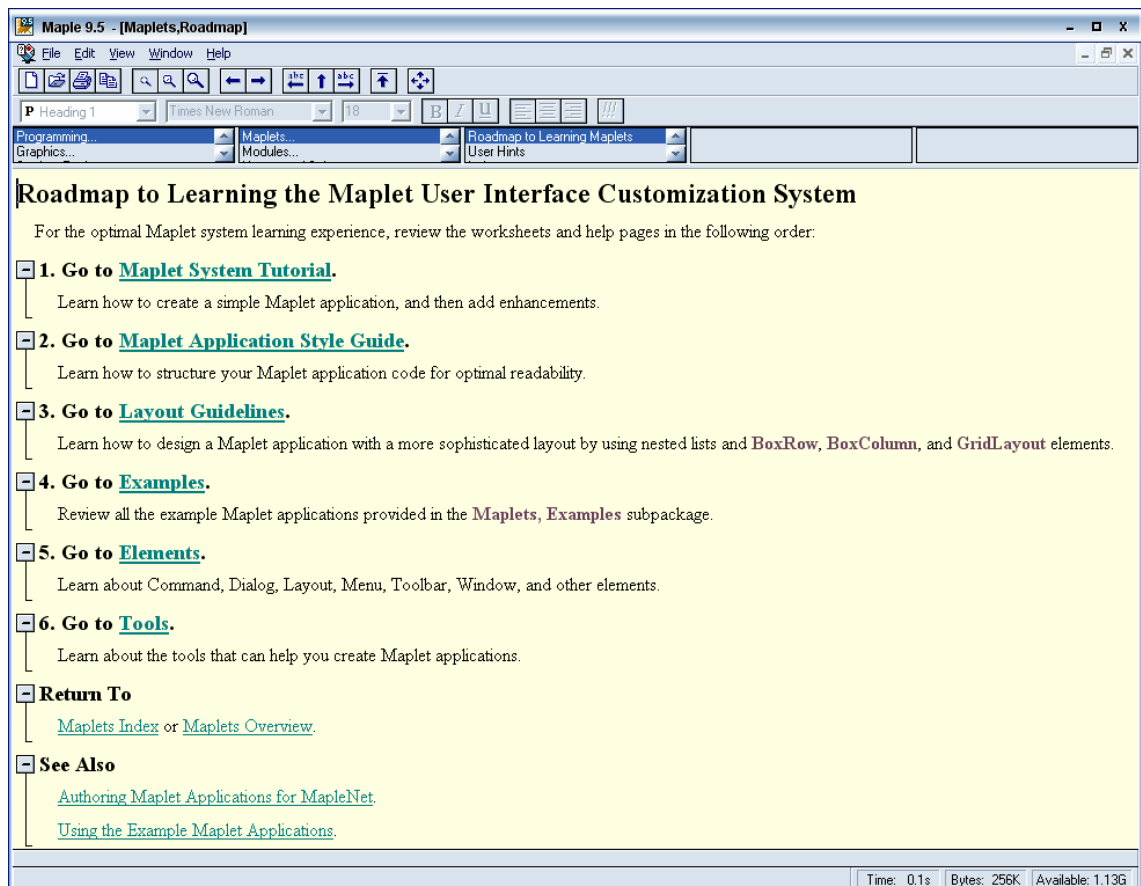 Maple 9.5 - [Maplets,Roadmap]
File Edit View Window Help
abc abc
P Heading 1 Times New Roman 18 B I U
Programming... Maplets... Roadmap to Learning Maplets
Graphics... Modules... User Hints
Roadmap to Learning the Maplet User Interface Customization System
For the optimal Maplet system learning experience, review the worksheets and help pages in the following order:
1. Go to Maplet System Tutorial.
Learn how to create a simple Maplet application, and then add enhancements.
2. Go to Maplet Application Style Guide.
Learn how to structure your Maplet application code for optimal readability.
3. Go to Layout Guidelines.
Learn how to design a Maplet application with a more sophisticated layout by using nested lists and BoxRow, BoxColumn, and GridLayout elements.
4. Go to Examples.
Review all the example Maplet applications provided in the Maplets, Examples subpackage.
5. Go to Elements.
Learn about Command, Dialog, Layout, Menu, Toolbar, Window, and other elements.
6. Go to Tools.
Learn about the tools that can help you create Maplet applications.
Return To
Maplets Index or Maplets Overview.
See Also
Authoring Maplet Applications for MapleNet.
Using the Example Maplet Applications.
Time: 0.1s Bytes: 256K Available: 1.13G